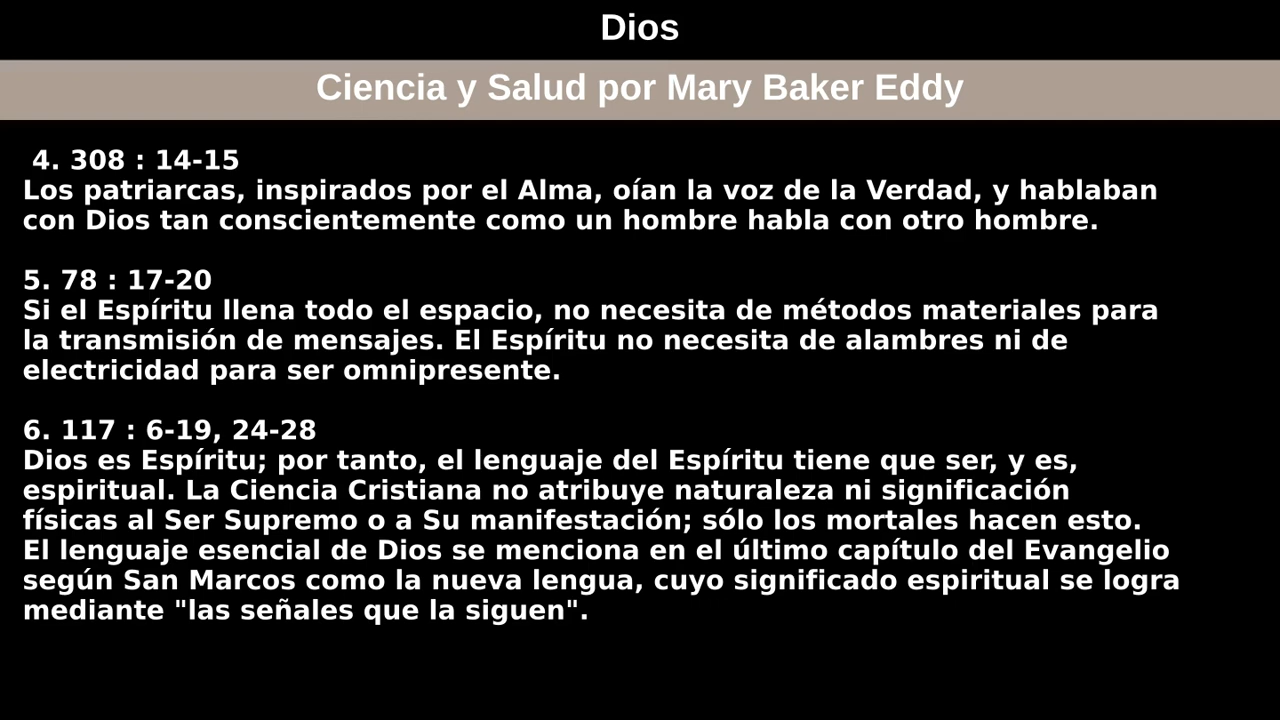 Dios
Ciencia y Salud por Mary Baker Eddy
4. 308 : 14-15
Los patriarcas, inspirados por el Alma, oían la voz de la Verdad, y hablaban
con Dios tan conscientemente como un hombre habla con otro hombre.
5. 78 : 17-20
Si el Espíritu llena todo el espacio, no necesita de métodos materiales para
la transmisión de mensajes. El Espíritu no necesita de alambres ni de
electricidad para ser omnipresente.
6. 117 : 6-19, 24-28
Dios es Espíritu; por tanto, el lenguaje del Espíritu tiene que ser, y es,
espiritual. La Ciencia Cristiana no atribuye naturaleza ni significación
físicas al Ser Supremo o a Su manifestación; sólo los mortales hacen esto.
El lenguaje esencial de Dios se menciona en el último capítulo del Evangelio
según San Marcos como la nueva lengua, cuyo significado espiritual se logra
mediante "las señales que la siguen".